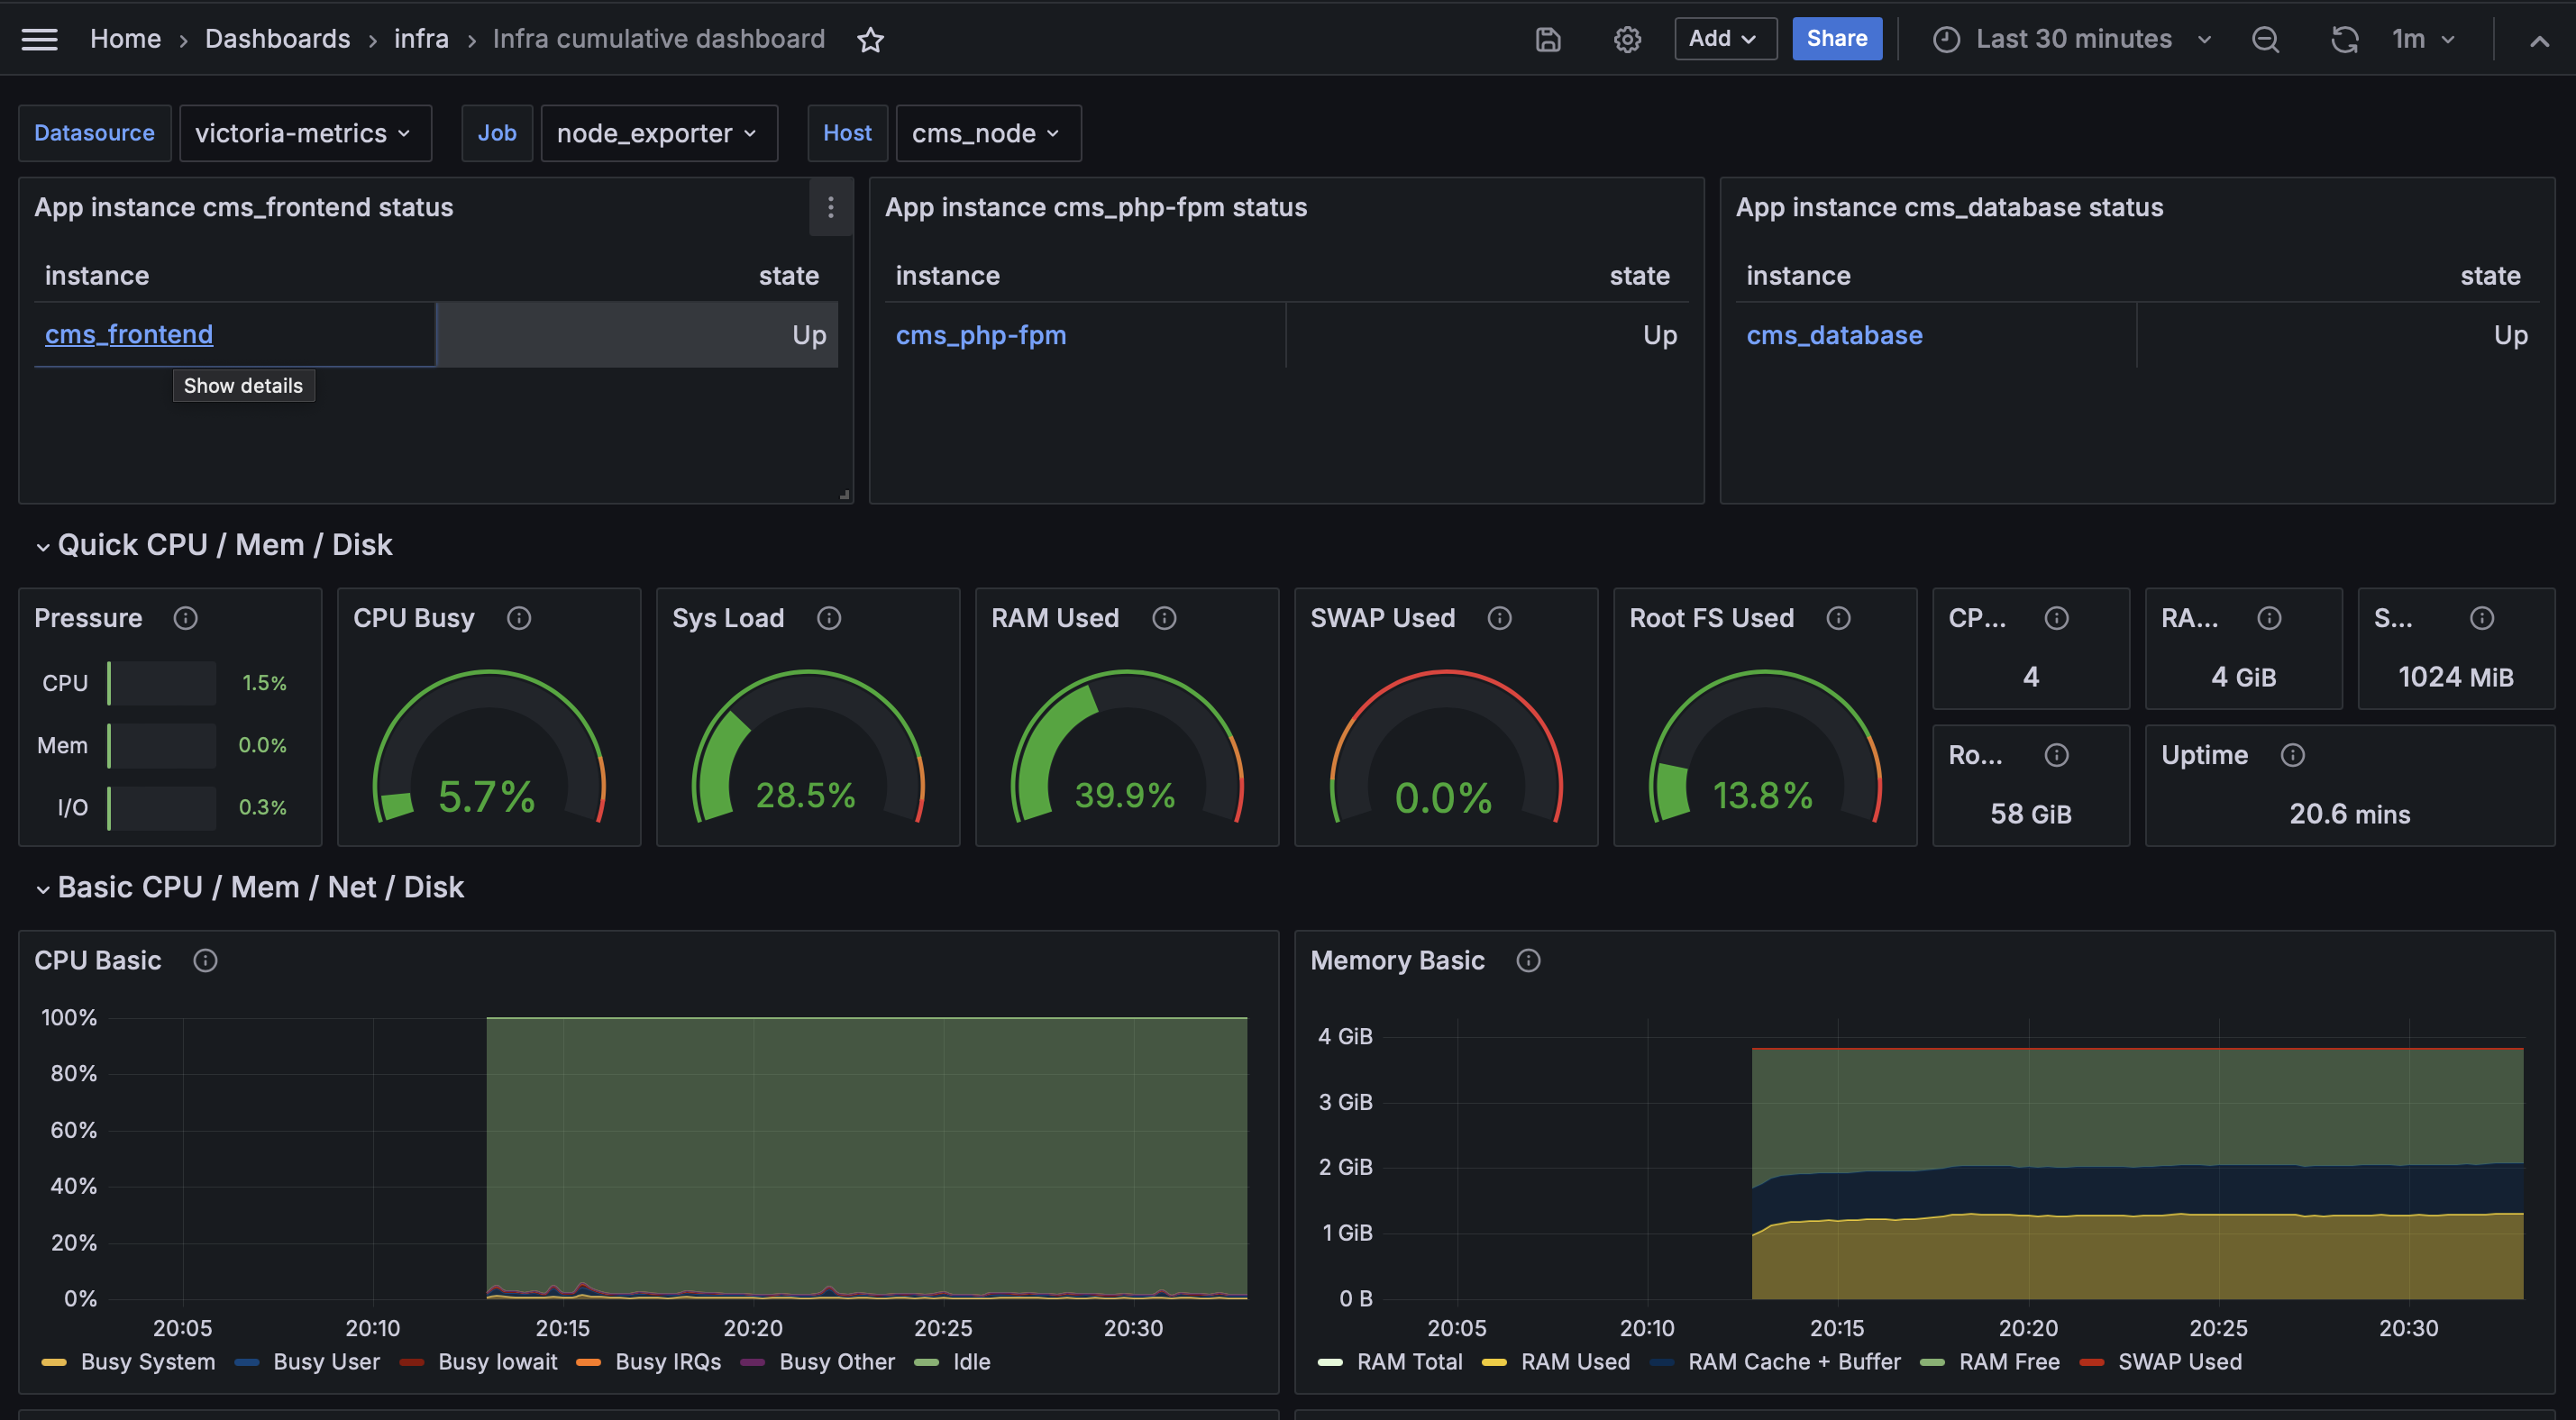 Home › Dashboards › infra › Infra cumulative dashboard
Add
Share
Last 30 minutes
1m
Datasource
victoria-metrics
Job
node_exporter
Host
cms_node
App instance cms_frontend status
instance state
cms_frontend Up
Show details
App instance cms_php-fpm status
instance state
cms_php-fpm Up
App instance cms_database status
instance state
cms_database Up
Quick CPU / Mem / Disk
Pressure
CPU 1.5%
Mem 0.0%
I/O 0.3%
CPU Busy
5.7%
Sys Load
28.5%
RAM Used
39.9%
SWAP Used
0.0%
Root FS Used
13.8%
CP...
4
RA...
4 GiB
S...
1024 MiB
Ro...
58 GiB
Uptime
20.6 mins
Basic CPU / Mem / Net / Disk
CPU Basic
100%
80%
60%
40%
20%
0%
20:05 20:10 20:15 20:20 20:25 20:30
Busy System Busy User Busy Iowait Busy IRQs Busy Other Idle
Memory Basic
4 GiB
3 GiB
2 GiB
1 GiB
0 B
20:05 20:10 20:15 20:20 20:25 20:30
RAM Total RAM Used RAM Cache + Buffer RAM Free SWAP Used